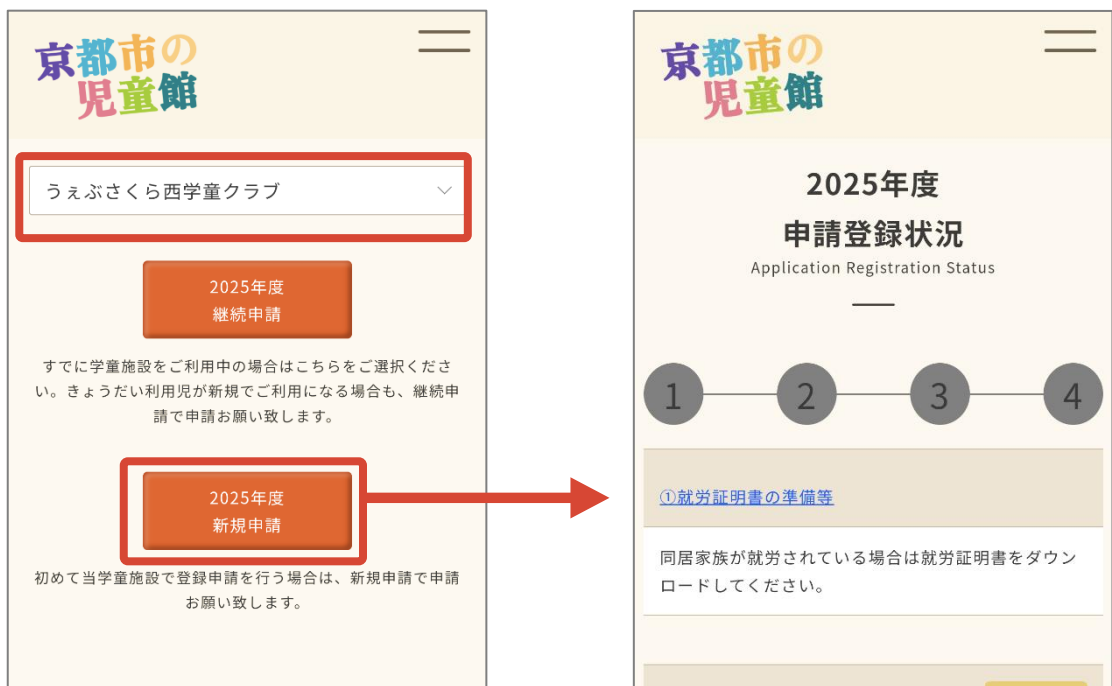 京都市の
児童館
うぇぶさくら西学童クラブ
2025年度
継続申請
すでに学童施設をご利用中の場合はこちらをご選択くださ
い。きょうだい利用児が新規でご利用になる場合も、継続申
請で申請お願い致します。
2025年度
新規申請
初めて当学童施設で登録申請を行う場合は、新規申請で申請
お願い致します。
京都市の
児童館
2025年度
申請登録状況
Application Registration Status
1 2 3 4
①就労証明書の準備等
同居家族が就労されている場合は就労証明書をダウン
ロードしてください。